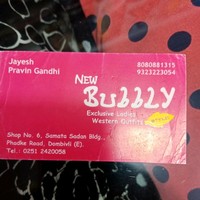 Jayesh 8080881315
Pravin Gandhi 9323223054
NEW
BUbbLY
Exclusive Ladies
Western Outfits
Shop No. 6, Samata Sadan Bldg.,
Phadke Road, Dombivli (E).
Tel.: 0251 2420058